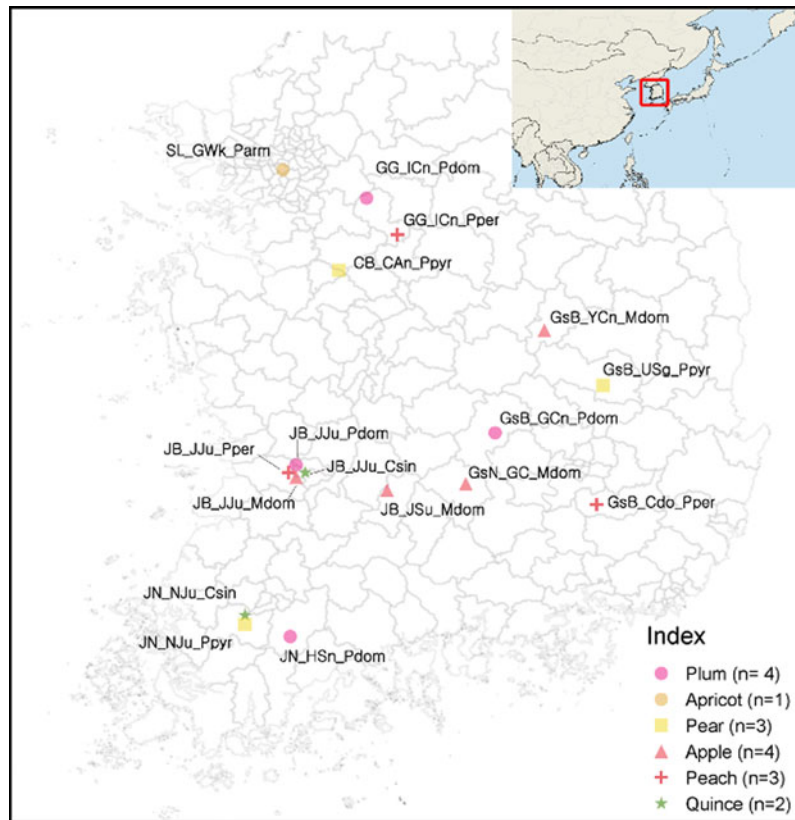 SL_GWk_Parm
GG_ICn_Pdom
GG_ICn_Pper
CB_CAn_Ppyr
GsB_YCn_Mdom
GsB_USg_Ppyr
GsB_GCn_Pdom
JB_JJu_Pdom
JB_JJu_Pper
JB_JJu_Csin
GsN_GC_Mdom
JB_JJu_Mdom
JB_JSu_Mdom
GsB_Cdo_Pper
JN_NJu_Csin
JN_NJu_Ppyr
JN_HSn_Pdom
Index
Plum (n= 4)
Apricot (n=1)
Pear (n=3)
Apple (n=4)
Peach (n=3)
Quince (n=2)